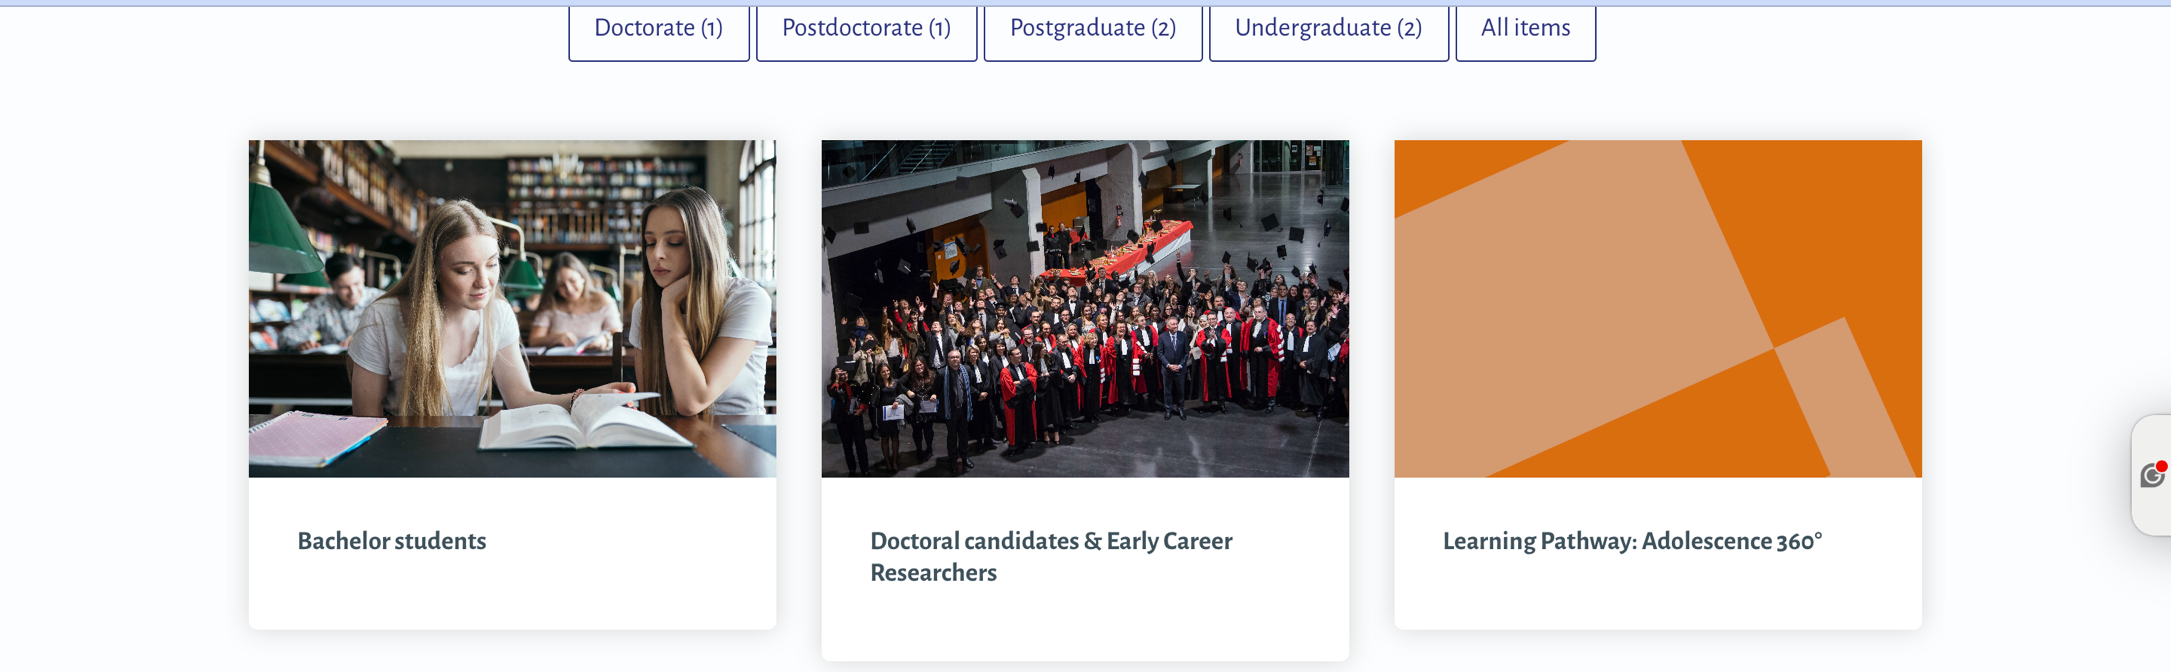 Doctorate (1)
Postdoctorate (1)
Postgraduate (2)
Undergraduate (2)
All items
Bachelor students
Doctoral candidates & Early Career
Researchers
Learning Pathway: Adolescence 360°